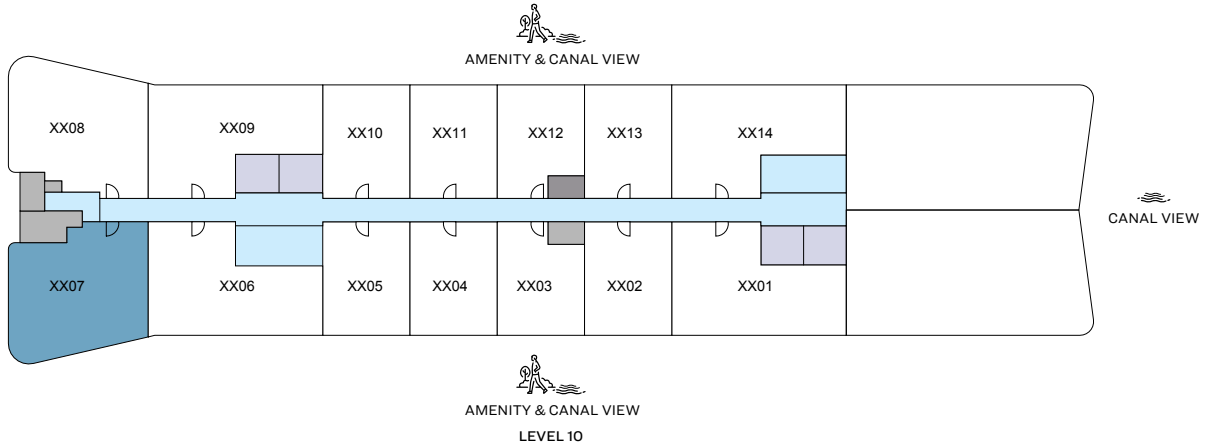 AMENITY & CANAL VIEW
XX08
XX09
XX10
XX11
XX12
XX13
XX14
CANAL VIEW
XX07
XX06
XX05
XX04
XX03
XX02
XX01
AMENITY & CANAL VIEW
LEVEL 10